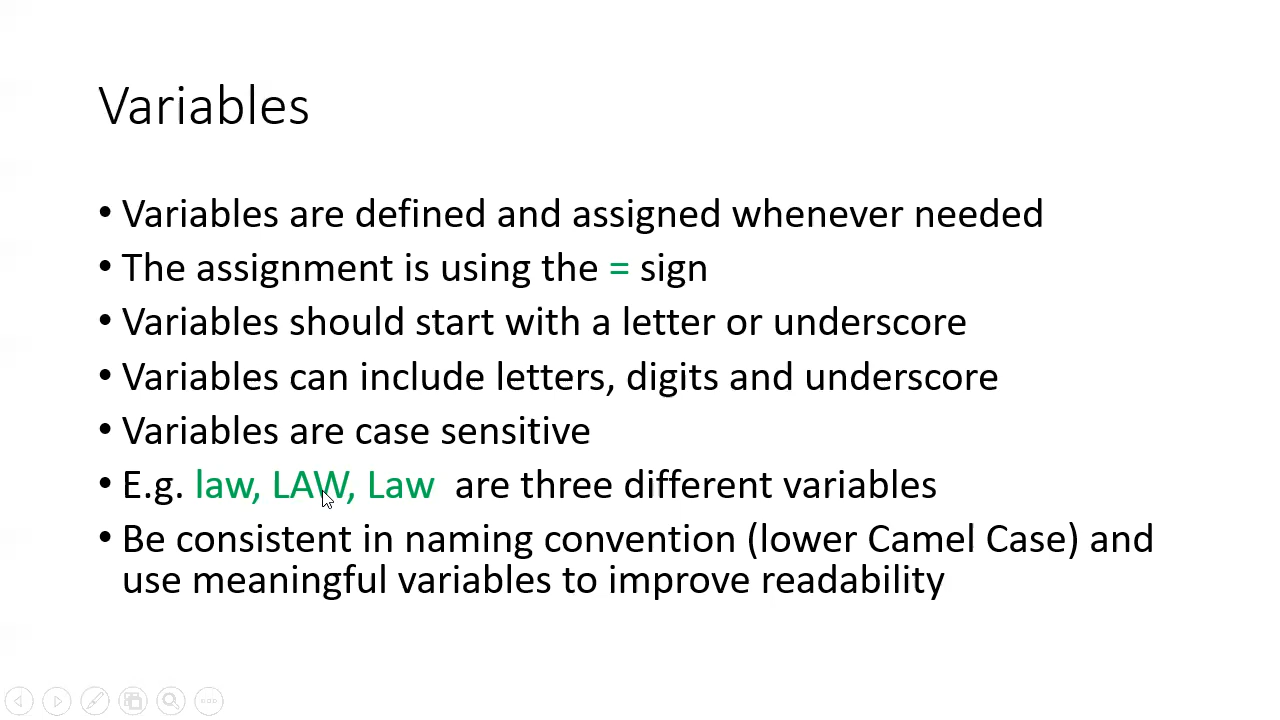 Variables
• Variables are defined and assigned whenever needed
• The assignment is using the = sign
• Variables should start with a letter or underscore
• Variables can include letters, digits and underscore
• Variables are case sensitive
• E.g. law, LAW, Law are three different variables
• Be consistent in naming convention (lower Camel Case) and
use meaningful variables to improve readability